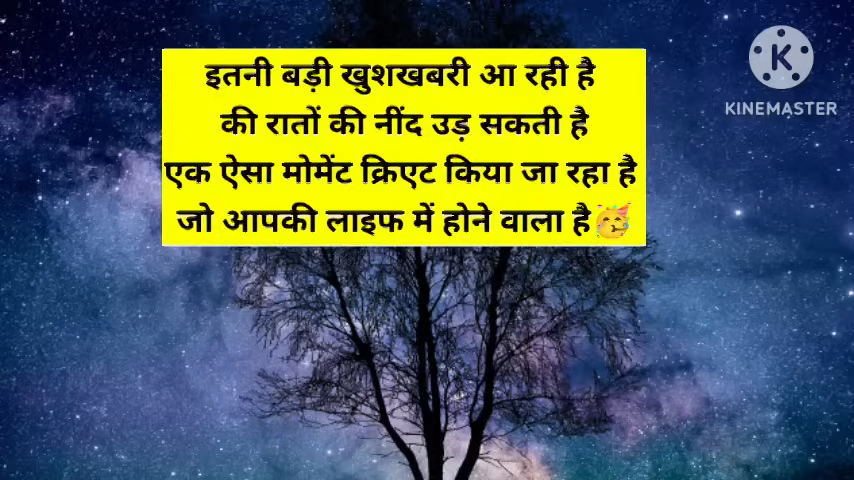 इतनी बड़ी खुशखबरी आ रही है
की रातों की नींद उड़ सकती है
एक ऐसा मोमेंट क्रिएट किया जा रहा है
जो आपकी लाइफ में होने वाला है🥳
K
KINEMASTER